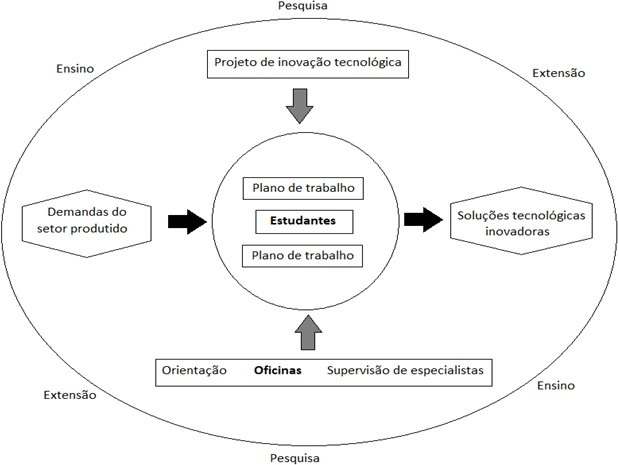 Pesquisa
Ensino
Projeto de inovação tecnológica
Extensão
Plano de trabalho
Demandas do
setor produtido
Estudantes
Soluções tecnológicas
inovadoras
Plano de trabalho
Orientação Oficinas Supervisão de especialistas
Extensão
Ensino
Pesquisa